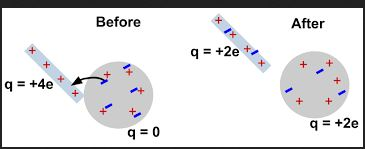 Before
After
q = +4e
q = 0
q = +2e
q = +2e